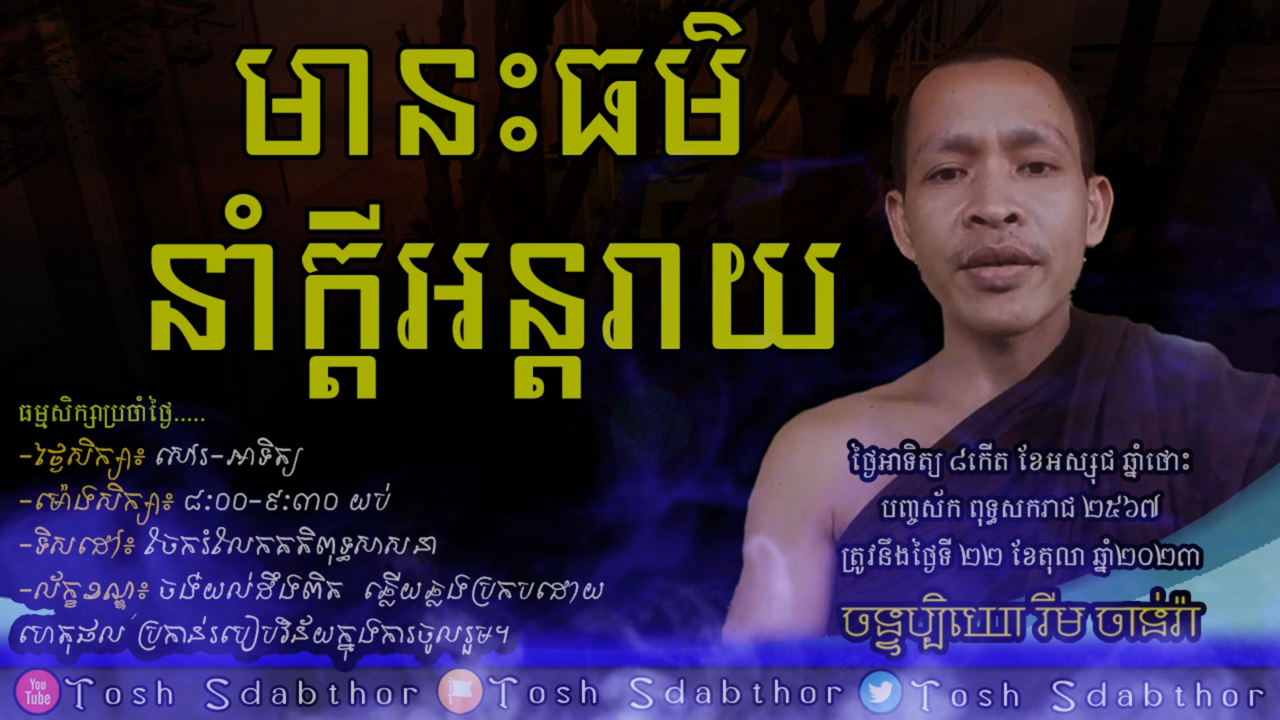 មានះធម៌
នាំក្ដីអន្តរាយ
ធម្មសិក្សាប្រចាំថ្ងៃ.....
-ថ្ងៃសិក្សា៖ សៅរ-អាទិត្យ
-ម៉ោងសិក្សា៖ ៨:០០-៩:៣០ យប់
-ទិសដៅ៖ ចែករំលែកគតិពុទ្ធសាសនា
-ល័ក្ខខណ្ឌ៖ ចង់យល់ដឹងពិត ឆ្លើយឆ្លងប្រកបដោយ
ហេតុផល ប្រកាន់របៀបវិន័យក្នុងការចូលរួម។
ថ្ងៃអាទិត្យ ៨កើត ខែអស្សុជ ឆ្នាំថោះ
បញ្ចស័ក ពុទ្ធសករាជ ២៥៦៧
ត្រូវនឹងថ្ងៃទី ២២ ខែតុលា ឆ្នាំ២០២៣
ចន្ទប្បិយោ រីម ចាន់រ៉ា
You Tube Tosh Sdabthor Tosh Sdabthor Tosh Sdabthor